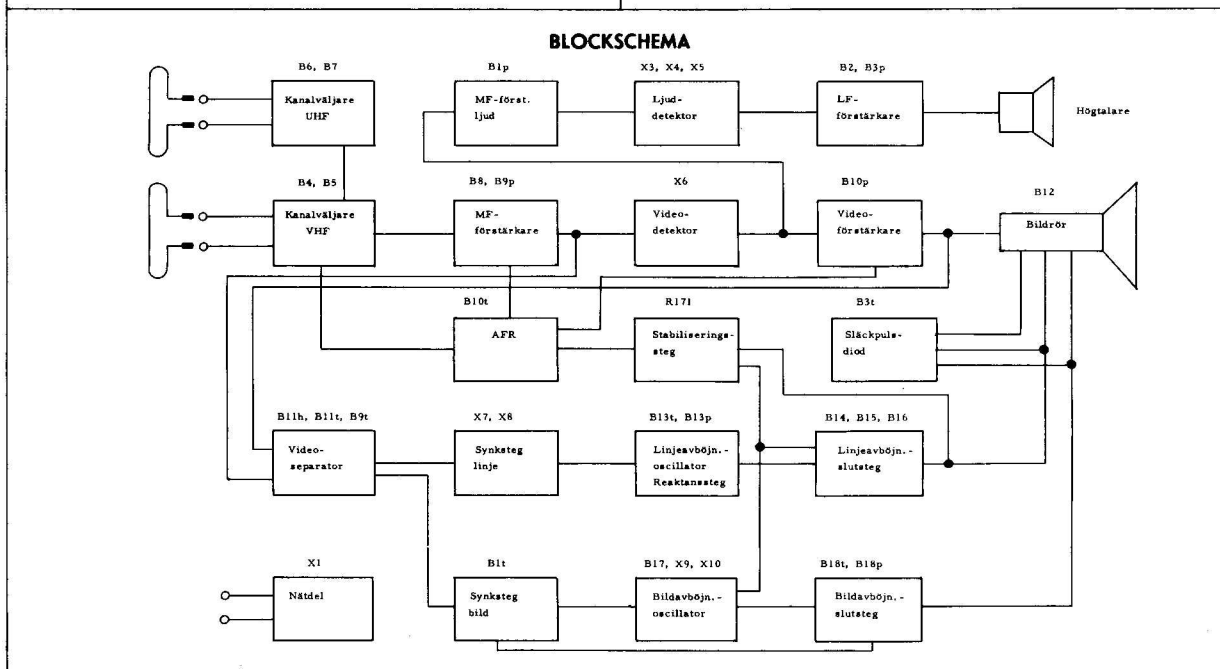 BLOCKSCHEMA
B6, B7
Kanalväljare
UHF
B1p
MF-först.
ljud
X3, X4, X5
Ljud-
detektor
B2, B3p
LF-
förstärkare
Högtalare
B4, B5
Kanalväljare
VHF
B8, B9p
MF-
förstärkare
X6
Video-
detektor
B10p
Video-
förstärkare
B12
Bildrör
B10t
AFR
R171
Stabiliserings-
steg
B3t
Släckpuls-
diod
B11h, B11t, B9t
Video-
separator
X7, X8
Synksteg
linje
B13t, B13p
Linjeavböjn.-
oscillator
Reaktanssteg
B14, B15, B16
Linjeavböjn.-
slutsteg
X1
Nätdel
B1t
Synksteg
bild
B17, X9, X10
Bildavböjn.-
oscillator
B18t, B18p
Bildavböjn.-
slutsteg